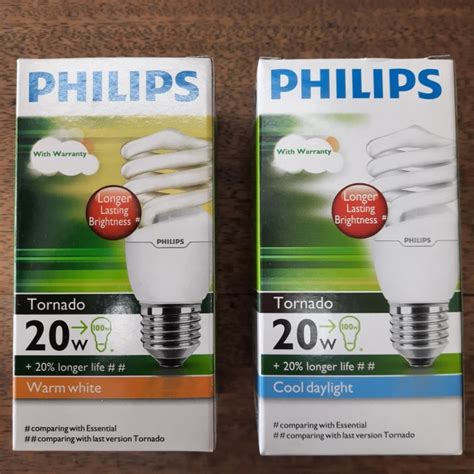 PHILIPS
With Warranty
Longer
Lasting
Brightness #
PHILIPS
Tornado
20w 100w
+ 20% longer life ##
Warm white
# comparing with Essential
## comparing with last version Tornado
PHILIPS
With Warranty
Longer
Lasting
Brightness #
PHILIPS
Tornado
20w 100w
+ 20% longer life ##
Cool daylight
# comparing with Essential
## comparing with last version Tornado